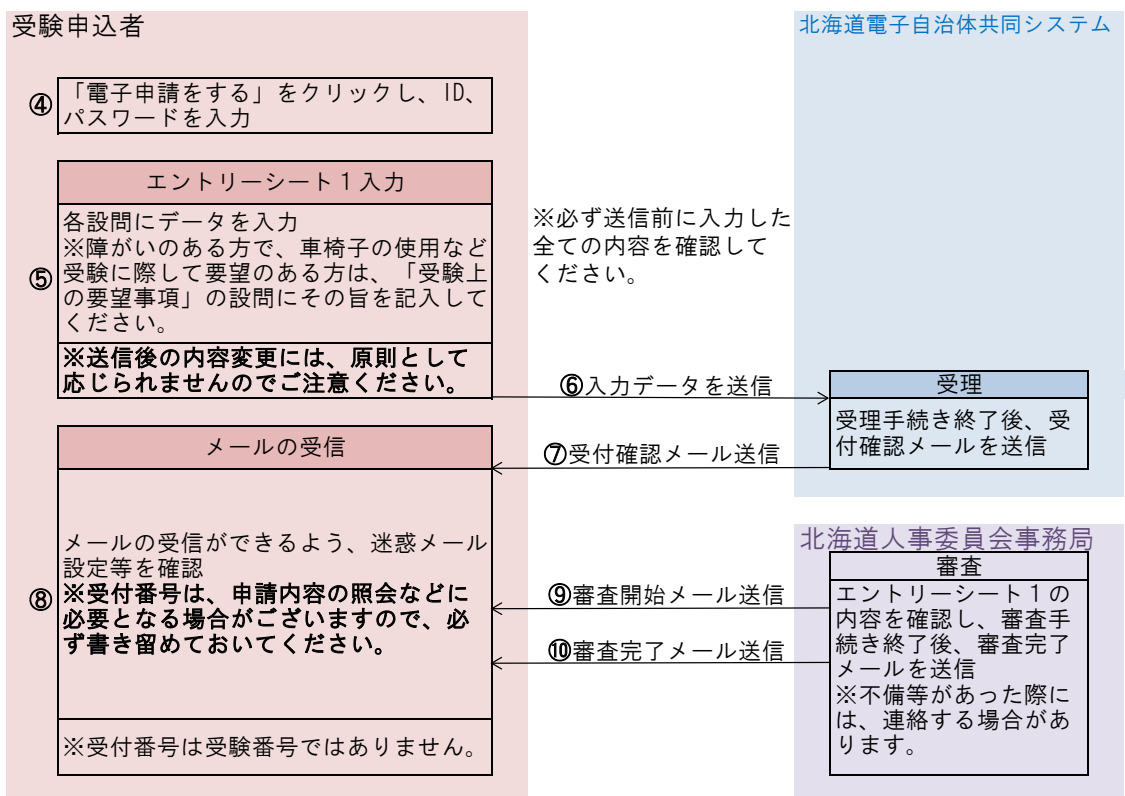 受験申込者
北海道電子自治体共同システム
④
「電子申請をする」をクリックし、ID、
パスワードを入力
エントリーシート１入力
⑤
各設問にデータを入力
※障がいのある方で、車椅子の使用など
受験に際して要望のある方は、「受験上
の要望事項」の設問にその旨を記入して
ください。
※送信後の内容変更には、原則として
応じられませんのでご注意ください。
※必ず送信前に入力した
全ての内容を確認して
ください。
⑥入力データを送信
受理
受理手続き終了後、受
付確認メールを送信
⑦受付確認メール送信
メールの受信
⑧
メールの受信ができるよう、迷惑メール
設定等を確認
※受付番号は、申請内容の照会などに
必要となる場合がございますので、必
ず書き留めておいてください。
※受付番号は受験番号ではありません。
⑨審査開始メール送信
⑩審査完了メール送信
北海道人事委員会事務局
審査
エントリーシート１の
内容を確認し、審査手
続き終了後、審査完了
メールを送信
※不備等があった際に
は、連絡する場合があ
ります。